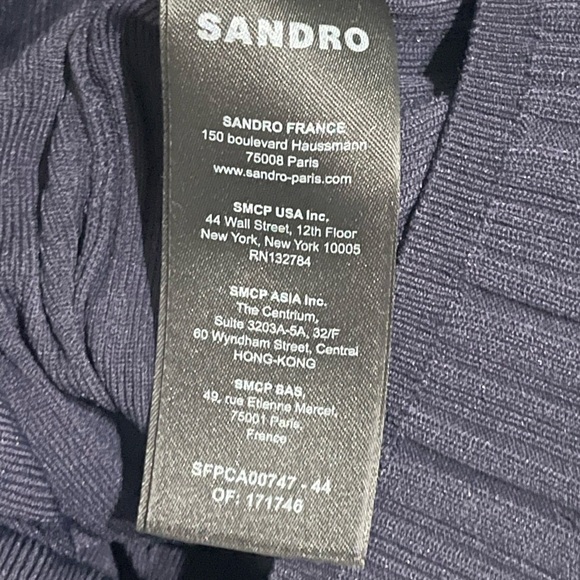 SANDRO
SANDRO FRANCE
150 boulevard Haussmann
75008 Paris
www.sandro-paris.com
SMCP USA Inc.
44 Wall Street, 12th Floor
New York, New York 10005
RN132784
SMCP ASIA Inc.
The Centrium,
Suite 3203A-5A, 32/F
60 Wyndham Street, Central
HONG-KONG
SMCP SAS,
49, rue Etienne Marcel,
75001 Paris,
France
SFPCA00747 - 44
OF: 171746